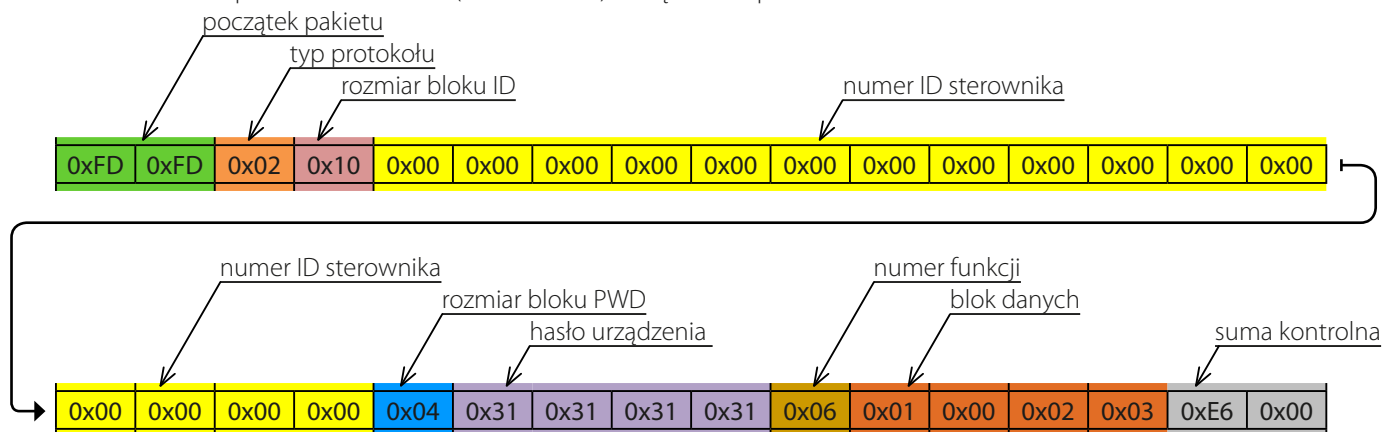 początek pakietu
typ protokołu
rozmiar bloku ID
numer ID sterownika
0xFD 0xFD 0x02 0x10 0x00 0x00 0x00 0x00 0x00 0x00 0x00 0x00 0x00 0x00 0x00 0x00
numer ID sterownika
numer funkcji
rozmiar bloku PWD
blok danych
hasło urządzenia
suma kontrolna
0x00 0x00 0x00 0x00 0x04 0x31 0x31 0x31 0x31 0x06 0x01 0x00 0x02 0x03 0xE6 0x00